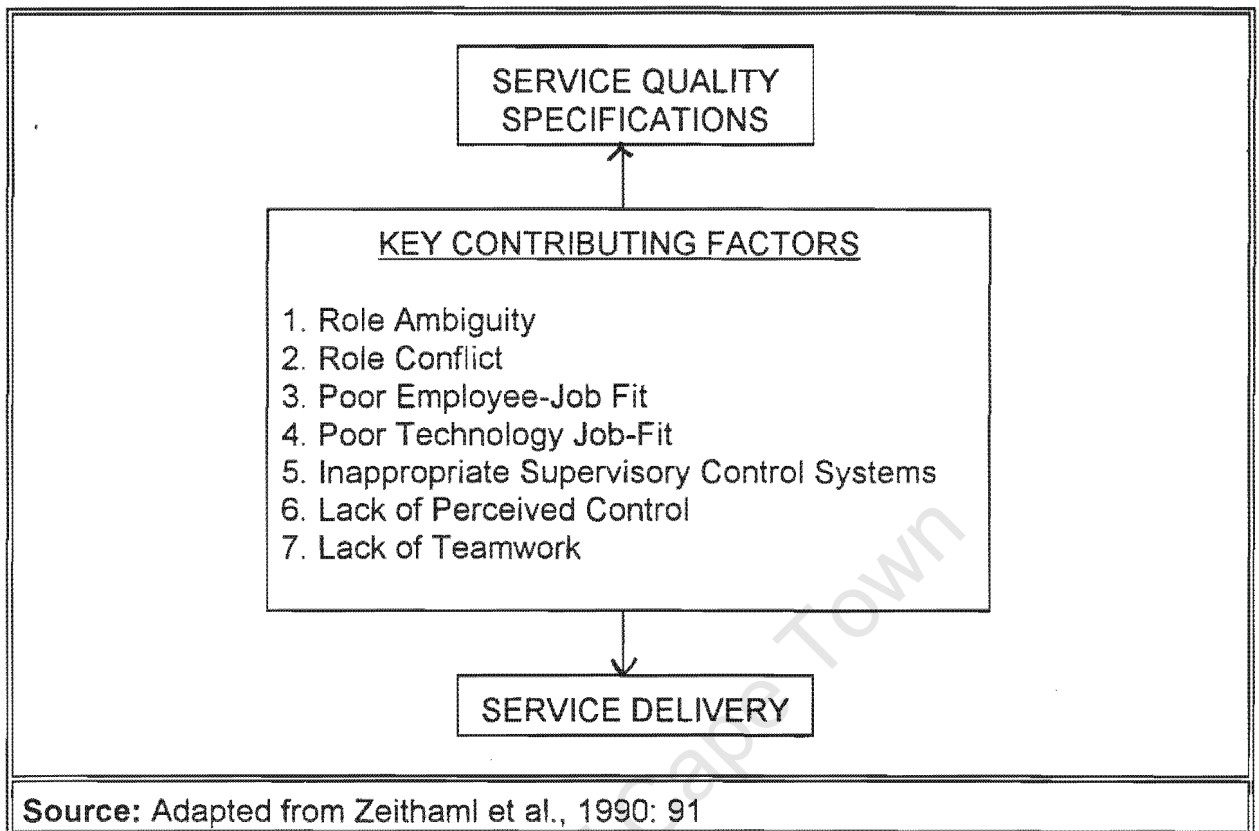 SERVICE QUALITY
SPECIFICATIONS
KEY CONTRIBUTING FACTORS
1. Role Ambiguity
2. Role Conflict
3. Poor Employee-Job Fit
4. Poor Technology Job-Fit
5. Inappropriate Supervisory Control Systems
6. Lack of Perceived Control
7. Lack of Teamwork
SERVICE DELIVERY
Cape Town
Source: Adapted from Zeithaml et al., 1990: 91